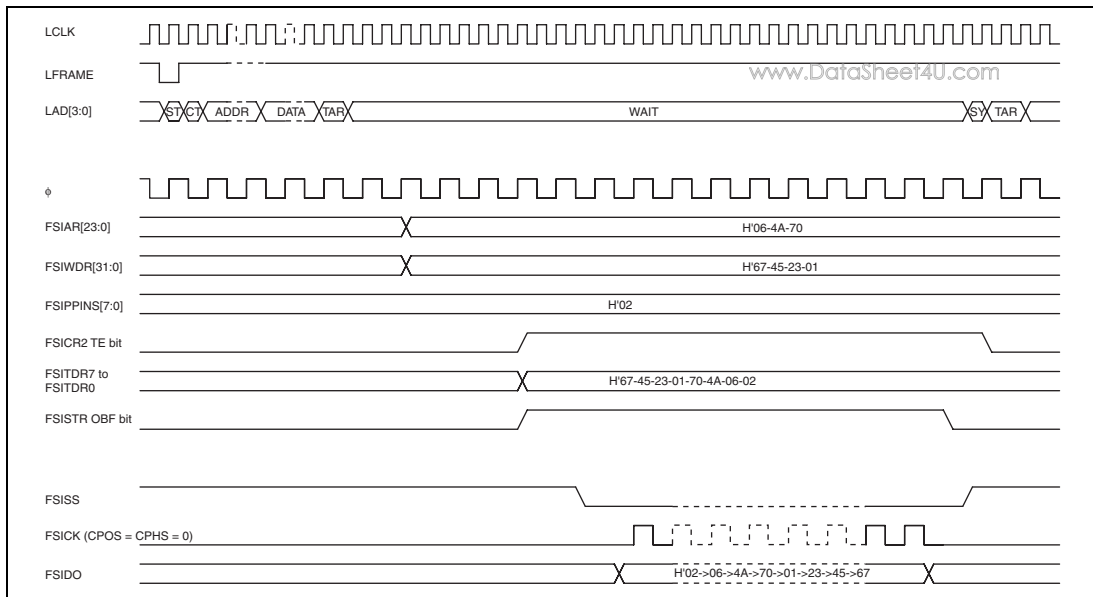 LCLK
LFRAME
www.DataSheet4U.com
LAD[3:0]
ST CT ADDR DATA TAR WAIT SY TAR
ϕ
FSIAR[23:0]
H'06-4A-70
FSIWDR[31:0]
H'67-45-23-01
FSIPPINS[7:0]
H'02
FSICR2 TE bit
FSITDR7 to
FSITDR0
H'67-45-23-01-70-4A-06-02
FSISTR OBF bit
FSISS
FSICK (CPOS = CPHS = 0)
FSIDO
H'02->06->4A->70->01->23->45->67